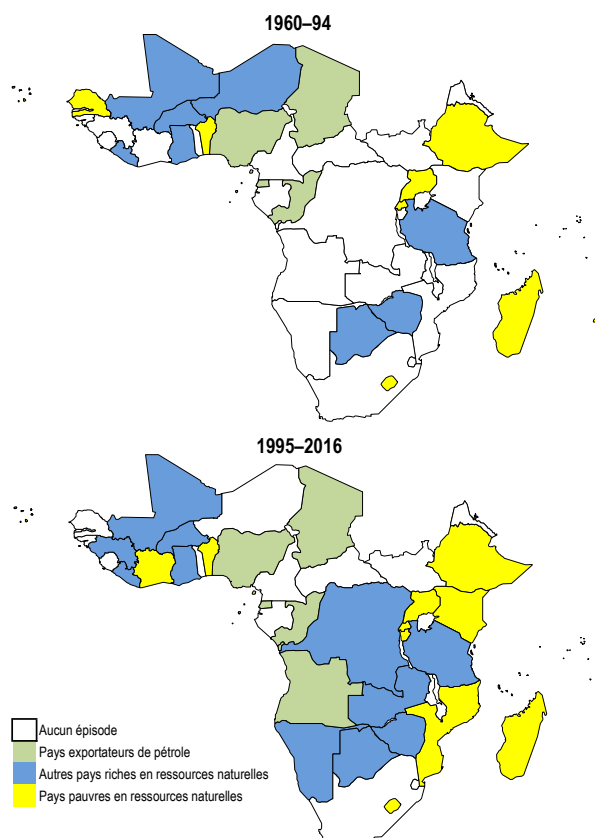 1960–94
1995–2016
Aucun épisode
Pays exportateurs de pétrole
Autres pays riches en ressources naturelles
Pays pauvres en ressources naturelles